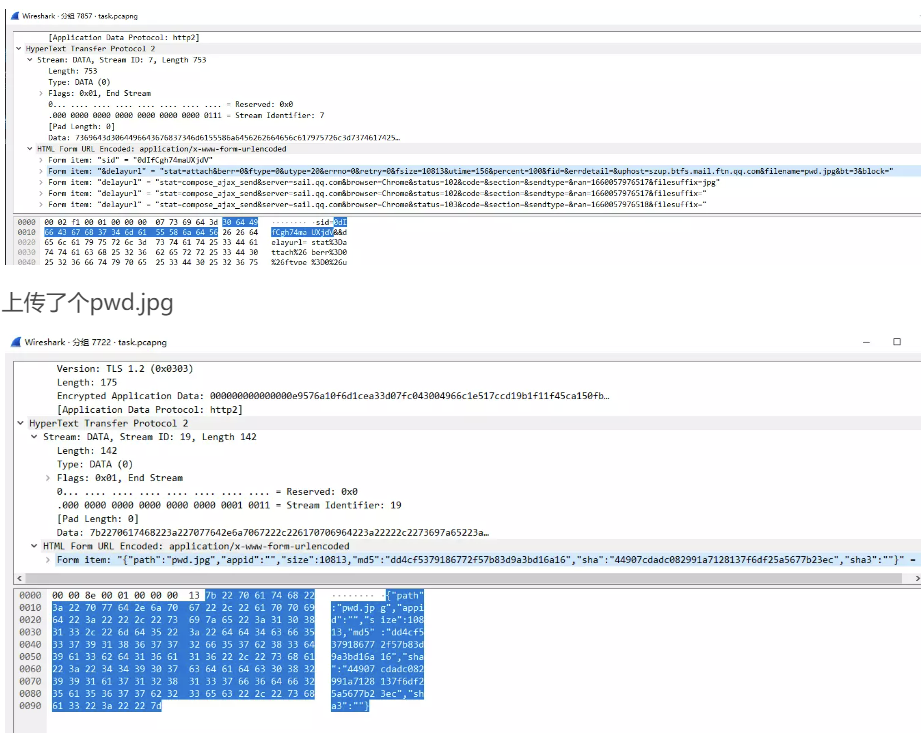 Wireshark · 分组 7857 · task.pcapng
[Application Data Protocol: http2]
HyperText Transfer Protocol 2
Stream: DATA, Stream ID: 7, Length 753
Length: 753
Type: DATA (0)
Flags: 0x01, End Stream
0... .... .... .... .... .... .... .... = Reserved: 0x0
.000 0000 0000 0000 0000 0000 0000 0111 = Stream Identifier: 7
[Pad Length: 0]
Data: 7369643d3064496643676837346d6155586a6456262664656c617975726c3d7374617425…
HTML Form URL Encoded: application/x-www-form-urlencoded
Form item: "sid" = "0dIfCgh74maUXjdV"
Form item: "&delayurl" = "stat=attach&berr=0&ftype=0&utype=20&errno=0&retry=0&fsize=10813&utime=156&percent=100&fid=&errdetail=&uphost=szup.btfs.mail.ftn.qq.com&filename=pwd.jpg&bt=3&block="
Form item: "delayurl" = "stat=compose_ajax_send&server=sail.qq.com&browser=Chrome&status=102&code=&section=&sendtype=&ran=1660057976517&filesuffix=jpg"
Form item: "delayurl" = "stat=compose_ajax_send&server=sail.qq.com&browser=Chrome&status=102&code=&section=&sendtype=&ran=1660057976517&filesuffix="
Form item: "delayurl" = "stat=compose_ajax_send&server=sail.qq.com&browser=Chrome&status=103&code=&section=&sendtype=&ran=1660057976518&filesuffix="
0000 00 02 f1 00 01 00 00 00 07 73 69 64 3d 30 64 49 ········ ·sid=0dI
0010 66 43 67 68 37 34 6d 61 55 58 6a 64 56 26 26 64 fCgh74ma UXjdV&&d
0020 65 6c 61 79 75 72 6c 3d 73 74 61 74 25 33 44 61 elayurl= stat%3Da
0030 74 74 61 63 68 25 32 36 62 65 72 72 25 33 44 30 ttach%26 berr%3D0
0040 25 32 36 66 74 79 70 65 25 33 44 30 25 32 36 75 %26ftype %3D0%26u
上传了个pwd.jpg
Wireshark · 分组 7722 · task.pcapng
Version: TLS 1.2 (0x0303)
Length: 175
Encrypted Application Data: 000000000000000e9576a10f6d1cea33d07fc043004966c1e517ccd19b1f11f45ca150fb…
[Application Data Protocol: http2]
HyperText Transfer Protocol 2
Stream: DATA, Stream ID: 19, Length 142
Length: 142
Type: DATA (0)
Flags: 0x01, End Stream
0... .... .... .... .... .... .... .... = Reserved: 0x0
.000 0000 0000 0000 0000 0000 0001 0011 = Stream Identifier: 19
[Pad Length: 0]
Data: 7b2270617468223a227077642e6a7067222c226170706964223a22222c2273697a65223a…
HTML Form URL Encoded: application/x-www-form-urlencoded
Form item: "{"path":"pwd.jpg","appid":"","size":10813,"md5":"dd4cf5379186772f57b83d9a3bd16a16","sha":"44907cdadc082991a7128137f6df25a5677b23ec","sha3":""}" =
0000 00 00 8e 00 01 00 00 00 13 7b 22 70 61 74 68 22 ········ ·{"path"
0010 3a 22 70 77 64 2e 6a 70 67 22 2c 22 61 70 70 69 :"pwd.jp g","appi
0020 64 22 3a 22 22 2c 22 73 69 7a 65 22 3a 31 30 38 d":"","s ize":108
0030 31 33 2c 22 6d 64 35 22 3a 22 64 64 34 63 66 35 13,"md5" :"dd4cf5
0040 33 37 39 31 38 36 37 37 32 66 35 37 62 38 33 64 37918677 2f57b83d
0050 39 61 33 62 64 31 36 61 31 36 22 2c 22 73 68 61 9a3bd16a 16","sha
0060 22 3a 22 34 34 39 30 37 63 64 61 64 63 30 38 32 ":"44907 cdadc082
0070 39 39 31 61 37 31 32 38 31 33 37 66 36 64 66 32 991a7128 137f6df2
0080 35 61 35 36 37 37 62 32 33 65 63 22 2c 22 73 68 5a5677b2 3ec","sh
0090 61 33 22 3a 22 22 7d a3":""}